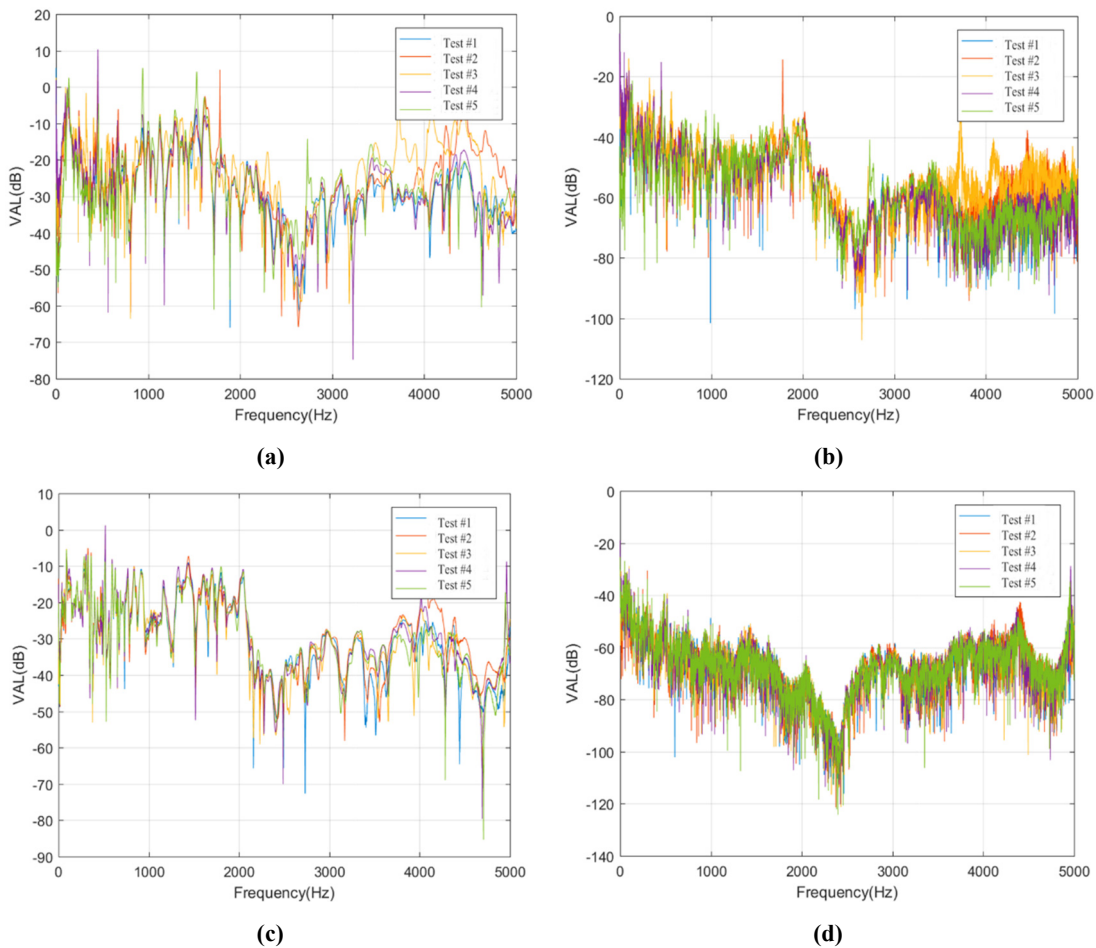 20
10
0
-10
-20
-30
-40
-50
-60
-70
-80
VAL(dB)
0 1000 2000 3000 4000 5000
Frequency(Hz)
Test #1
Test #2
Test #3
Test #4
Test #5
(a)
0
-20
-40
-60
-80
-100
-120
VAL(dB)
0 1000 2000 3000 4000 5000
Frequency(Hz)
Test #1
Test #2
Test #3
Test #4
Test #5
(b)
10
0
-10
-20
-30
-40
-50
-60
-70
-80
-90
VAL(dB)
0 1000 2000 3000 4000 5000
Frequency(Hz)
Test #1
Test #2
Test #3
Test #4
Test #5
(c)
0
-20
-40
-60
-80
-100
-120
-140
VAL(dB)
0 1000 2000 3000 4000 5000
Frequency(Hz)
Test #1
Test #2
Test #3
Test #4
Test #5
(d)